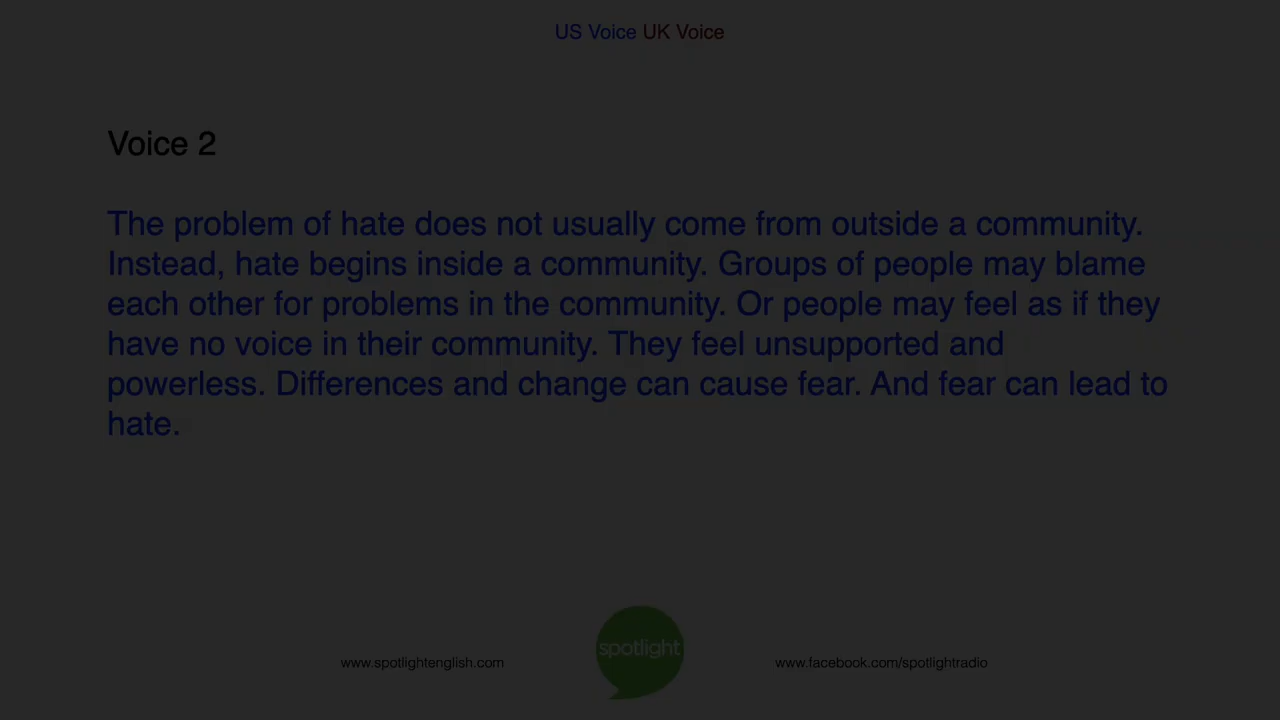 US Voice UK Voice
Voice 2
The problem of hate does not usually come from outside a community.
Instead, hate begins inside a community. Groups of people may blame
each other for problems in the community. Or people may feel as if they
have no voice in their community. They feel unsupported and
powerless. Differences and change can cause fear. And fear can lead to
hate.
spotlight
www.spotlightenglish.com
www.facebook.com/spotlightradio